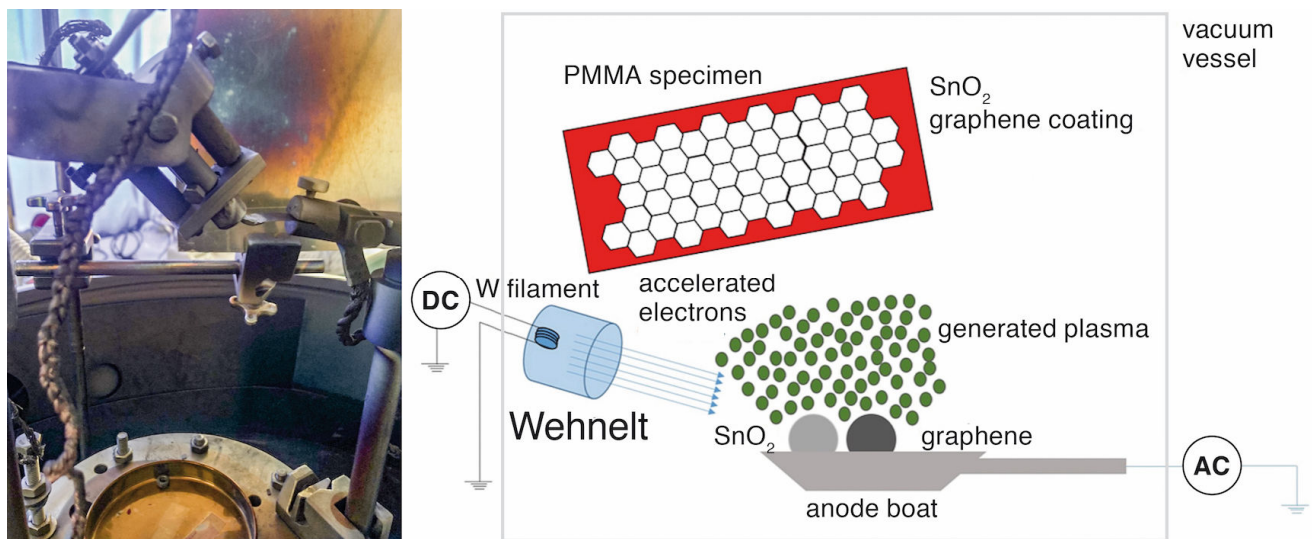 vacuum
vessel
PMMA specimen
SnO₂
graphene coating
DC
W filament
accelerated
electrons
generated plasma
Wehnelt
SnO₂
graphene
AC
anode boat